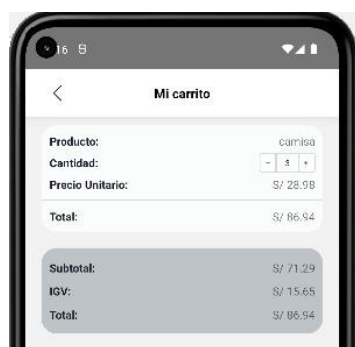 :16
Mi carrito
Producto: camisa
Cantidad: - 3 +
Precio Unitario: S/ 28.98
Total: S/ 86.94
Subtotal: S/ 71.29
IGV: S/ 15.65
Total: S/ 86.94